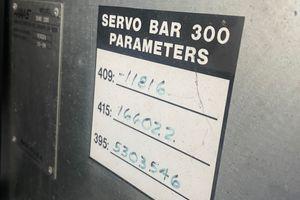 SERVO BAR 300
PARAMETERS
409: -11816
415: 166022
395: 5303546